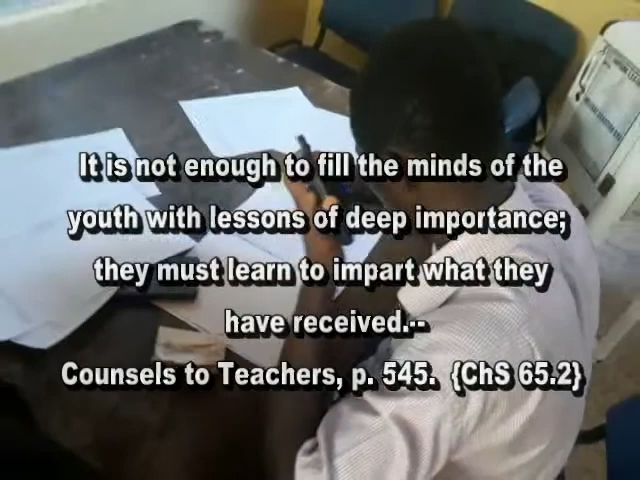 It is not enough to fill the minds of the
youth with lessons of deep importance;
they must learn to impart what they
have received.--
Counsels to Teachers, p. 545.  {ChS 65.2}